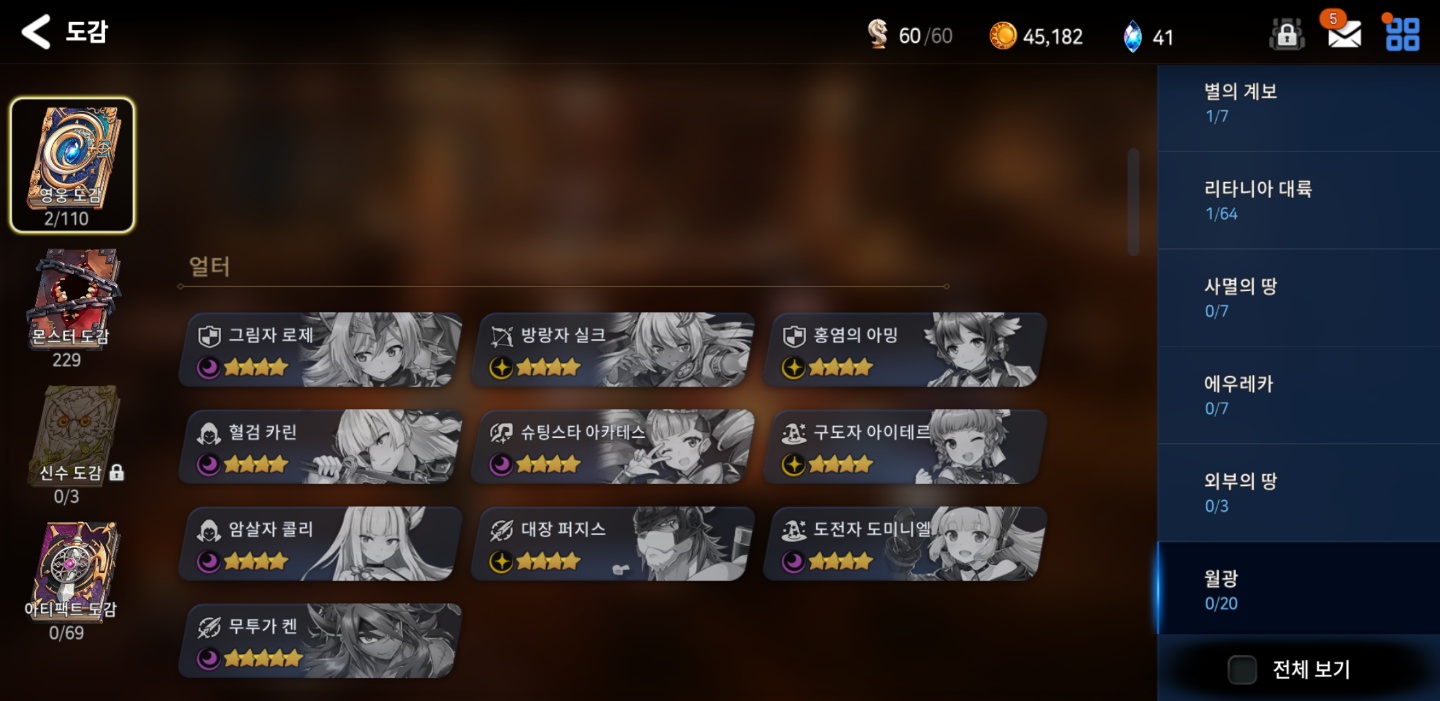 도감
60/60
45,182
41
5
영웅 도감
2/110
몬스터 도감
229
신수 도감
0/3
아티팩트 도감
0/69
얼터
그림자 로제
방랑자 실크
홍염의 아밍
혈검 카린
슈팅스타 아카테스
구도자 아이테르
암살자 콜리
대장 퍼지스
도전자 도미니엘
무투가 켄
별의 계보
1/7
리타니아 대륙
1/64
사멸의 땅
0/7
에우레카
0/7
외부의 땅
0/3
월광
0/20
전체 보기